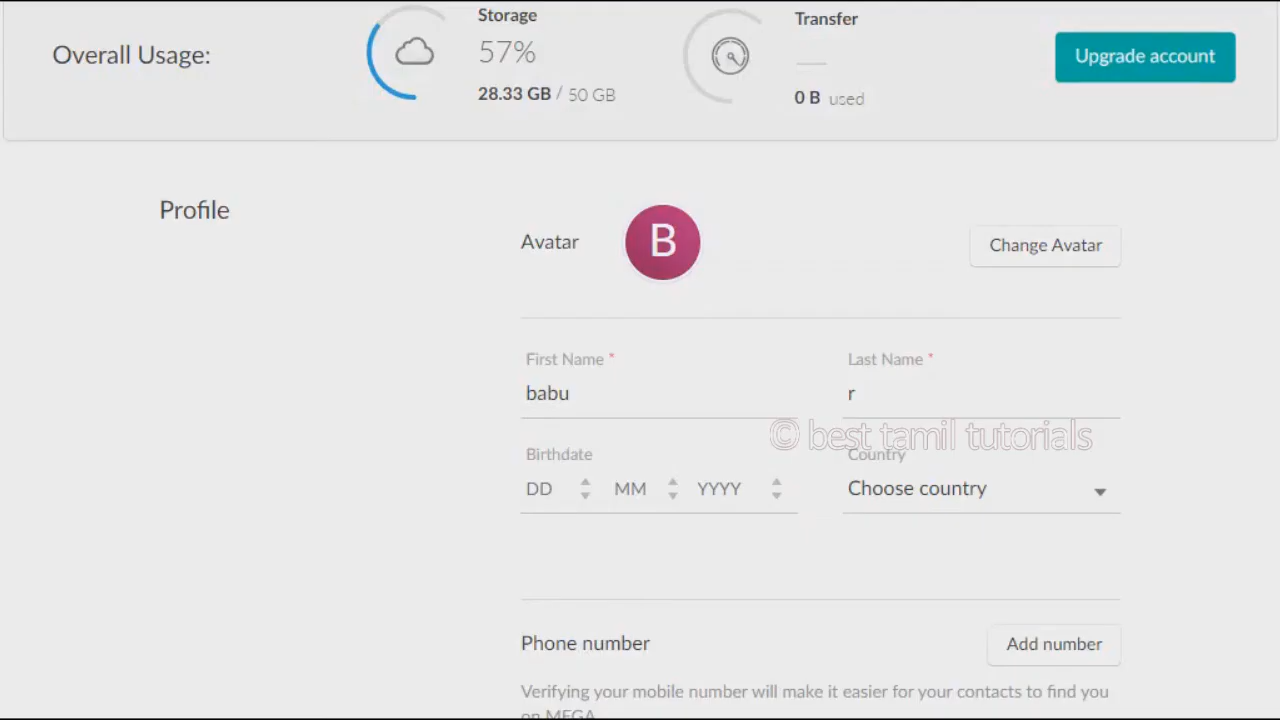 Overall Usage:
Storage
57%
28.33 GB / 50 GB
Transfer
0 B used
Upgrade account
Profile
Avatar
B
Change Avatar
First Name *
babu
Last Name *
r
© best tamil tutorials
Birthdate
DD MM YYYY
Country
Choose country
Phone number
Add number
Verifying your mobile number will make it easier for your contacts to find you
on MEGA